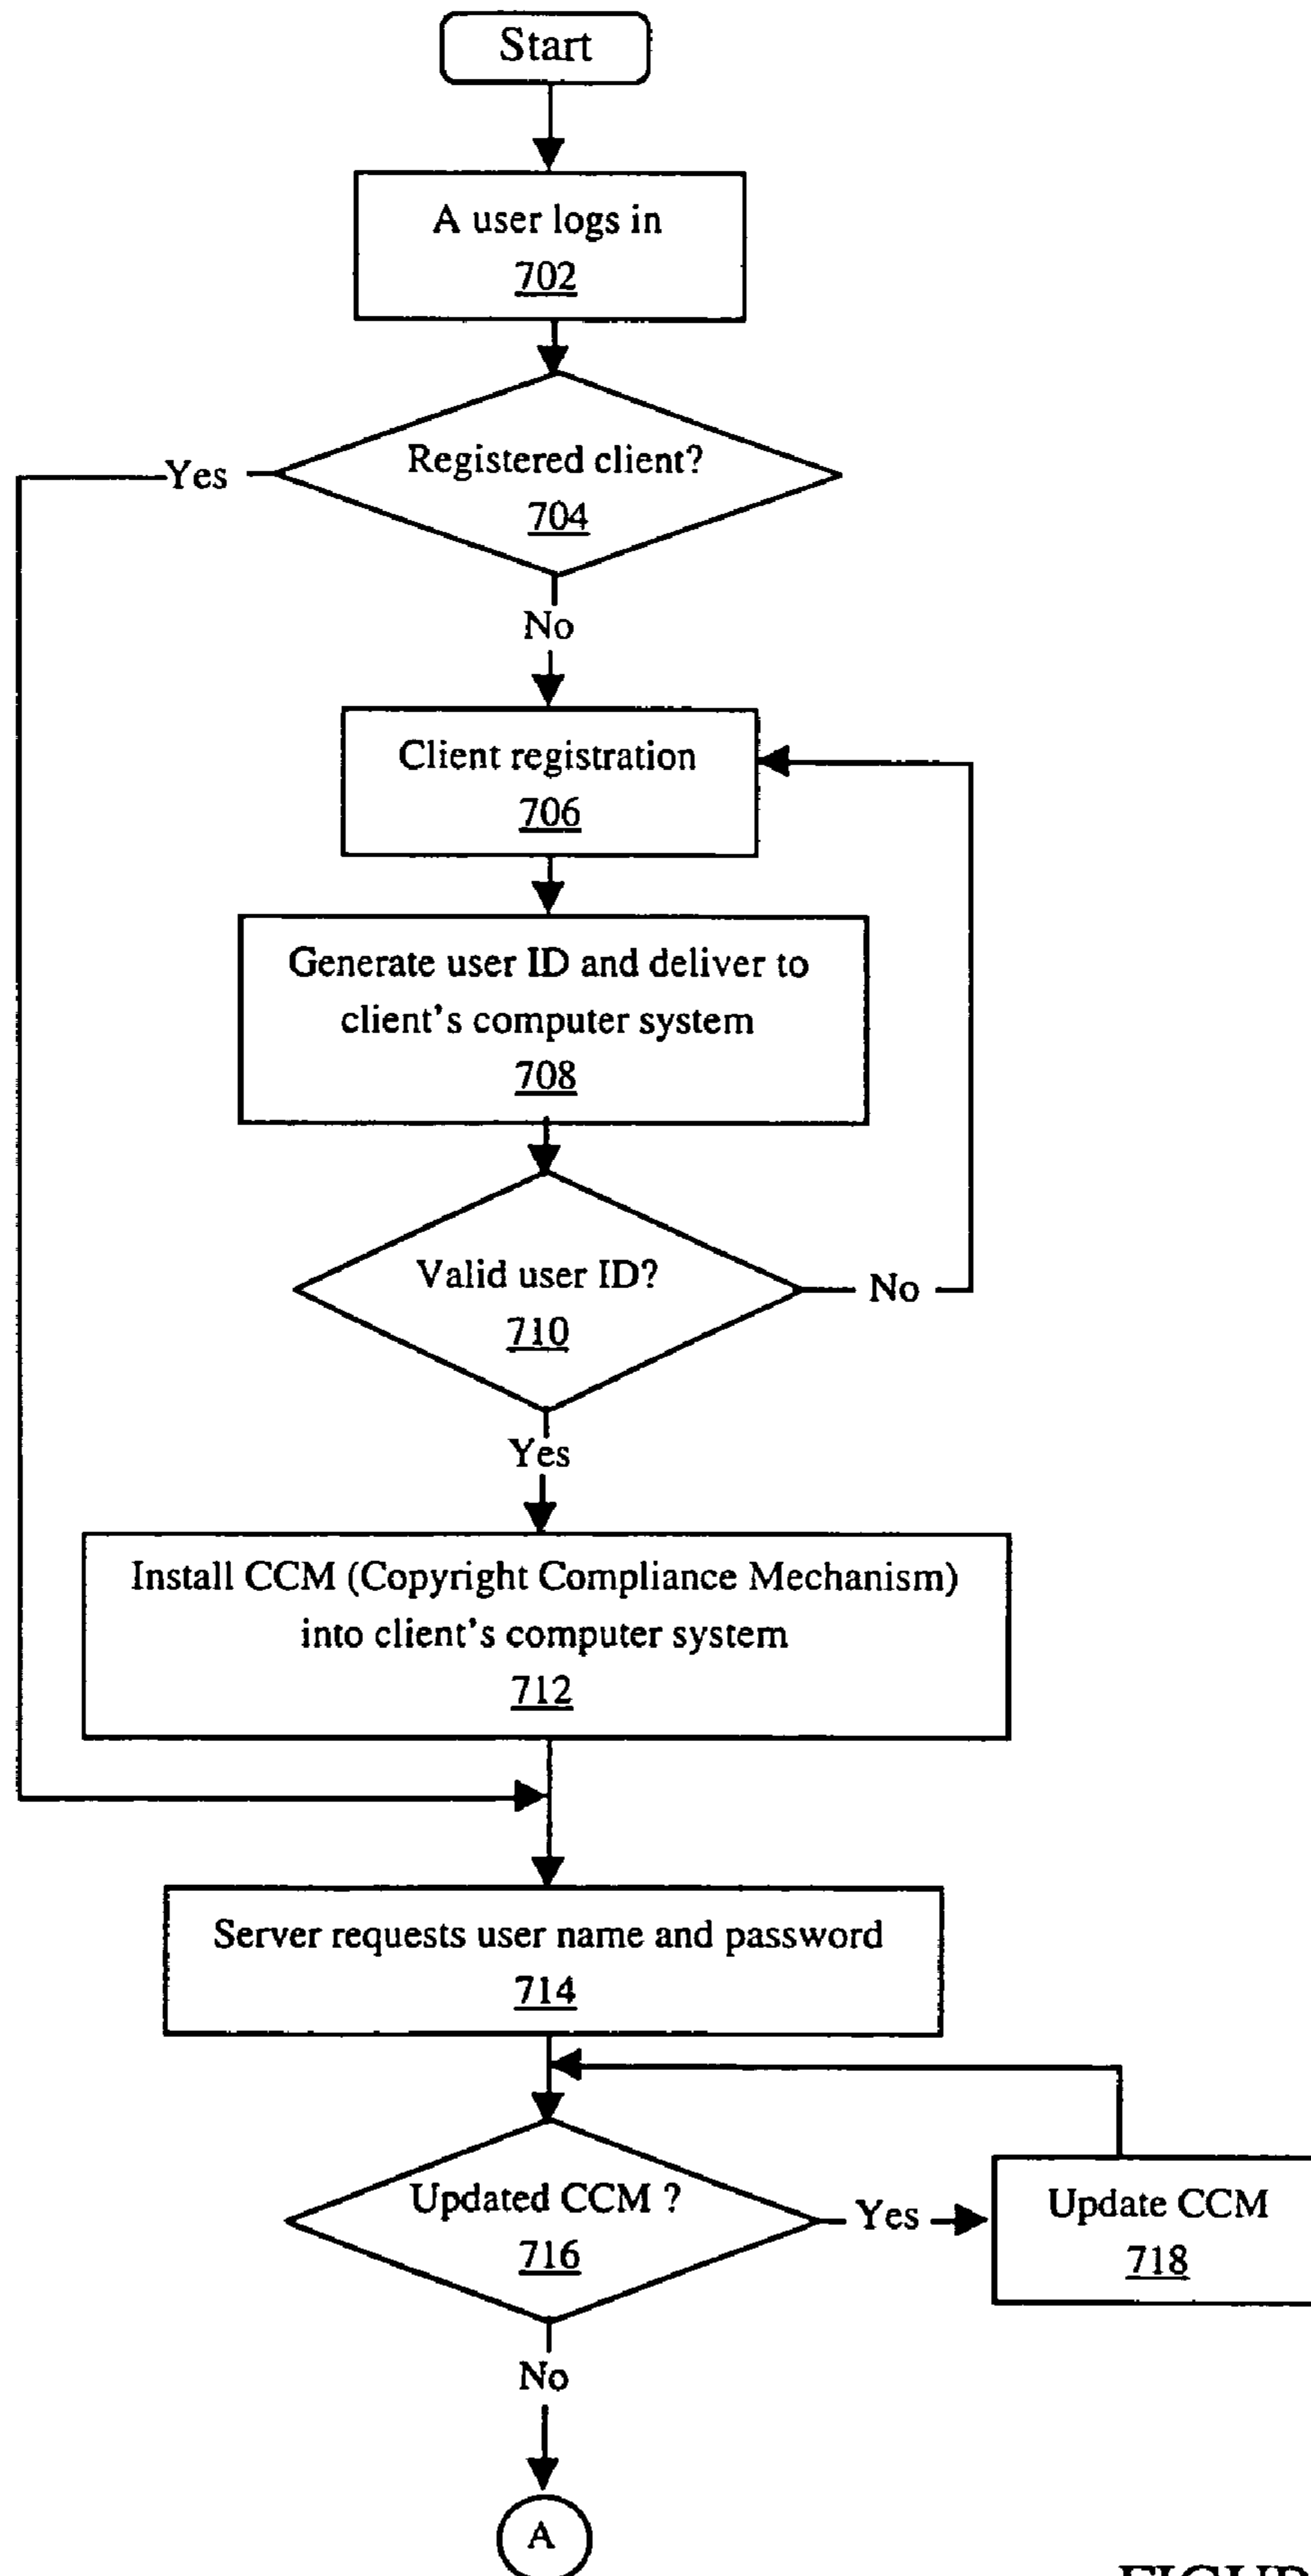 Start
A user logs in
702
Registered client?
704
Yes
No
Client registration
706
Generate user ID and deliver to
client's computer system
708
Valid user ID?
710
No
Yes
Install CCM (Copyright Compliance Mechanism)
into client's computer system
712
Server requests user name and password
714
Updated CCM ?
716
Yes
Update CCM
718
No
A